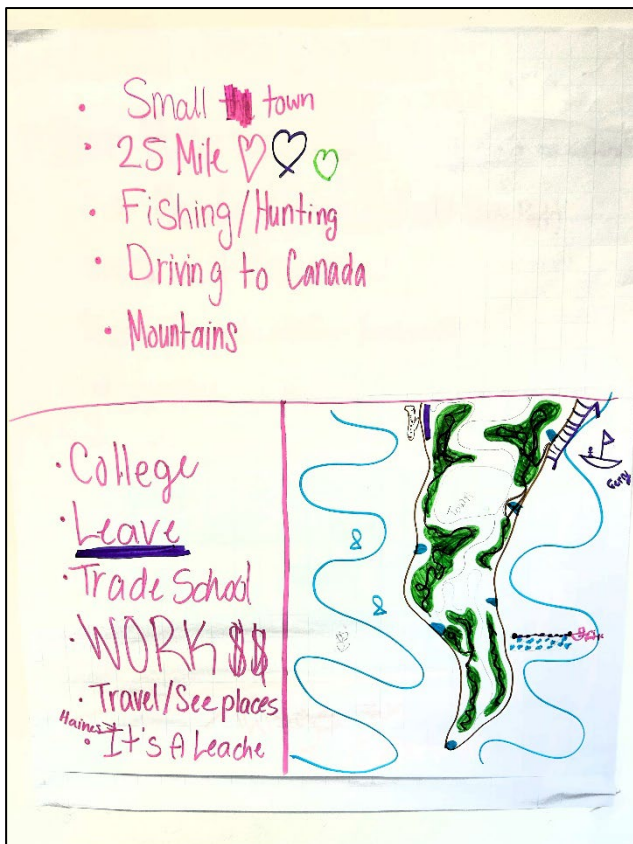 • Small town
• 25 Mile ♡ ♡ ♡
• Fishing/Hunting
• Driving to Canada
• Mountains
• College
• Leave
• Trade School
• WORK $$
• Travel/See places
Haines
• It's A Leache
Town